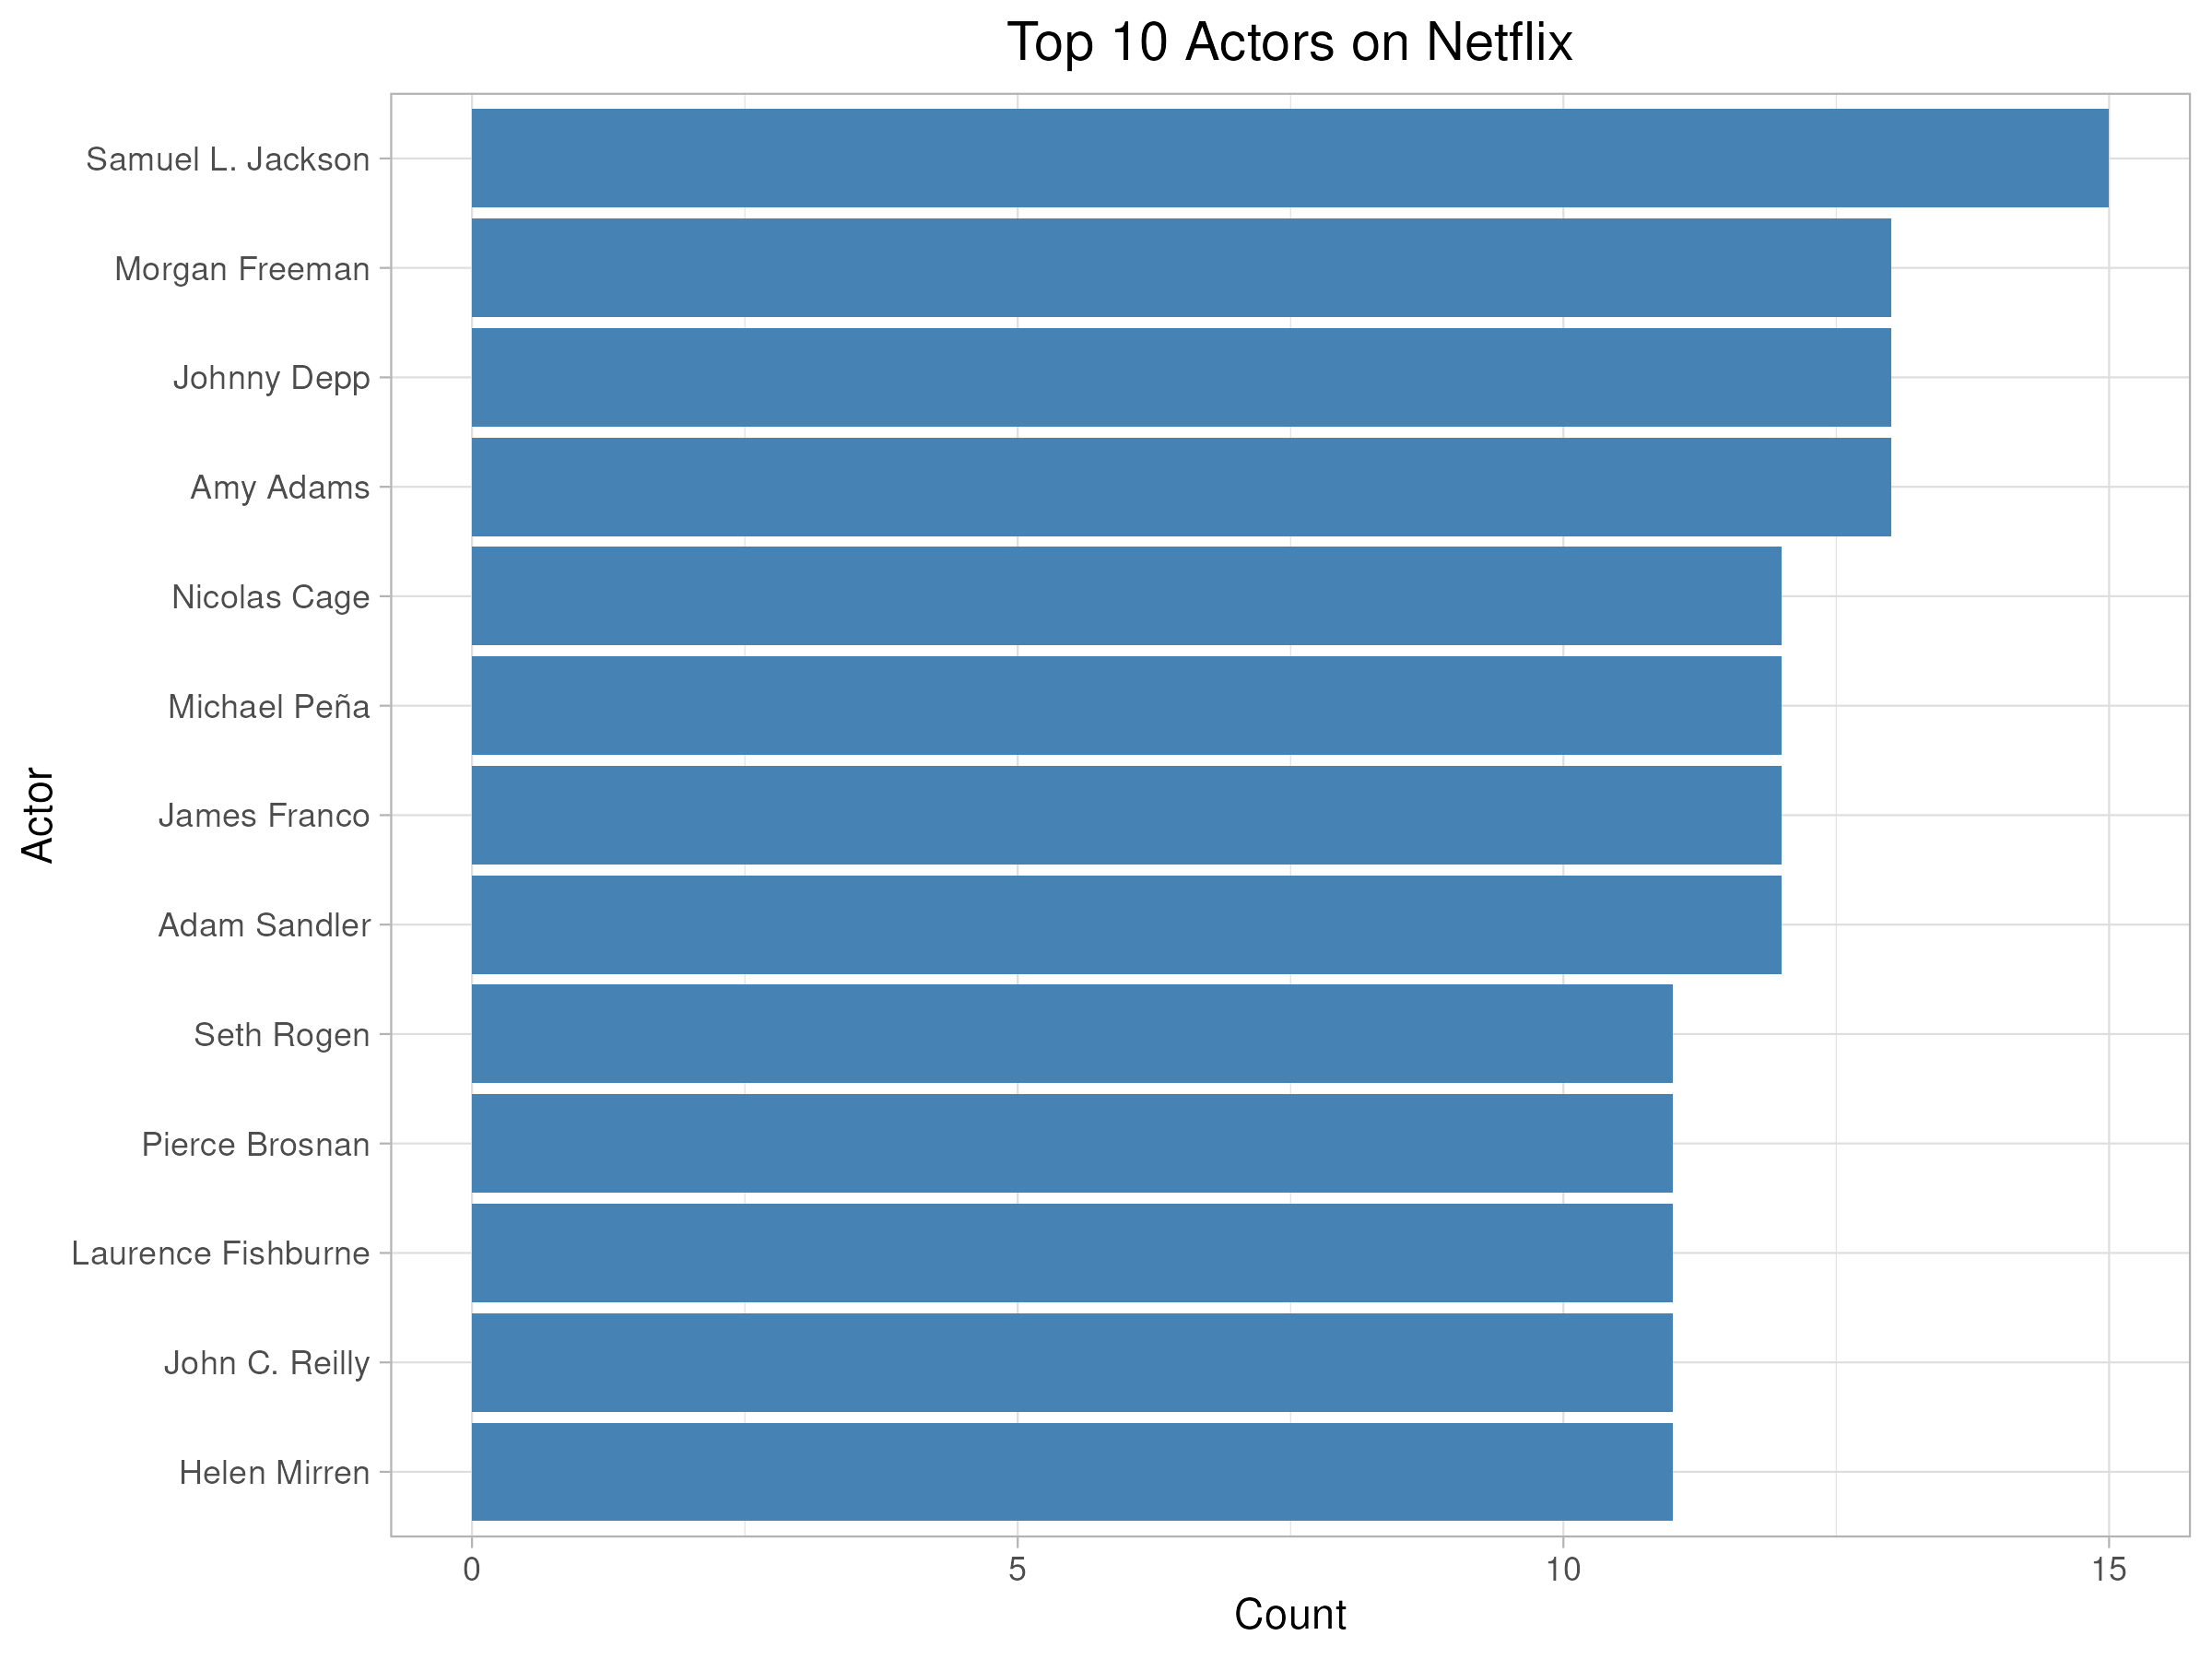 Top 10 Actors on Netflix
Samuel L. Jackson
Morgan Freeman
Johnny Depp
Amy Adams
Nicolas Cage
Michael Peña
James Franco
Adam Sandler
Seth Rogen
Pierce Brosnan
Laurence Fishburne
John C. Reilly
Helen Mirren
Actor
0 5 10 15
Count